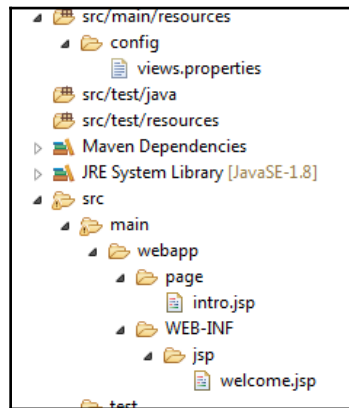 src/main/resources
config
views.properties
src/test/java
src/test/resources
Maven Dependencies
JRE System Library [JavaSE-1.8]
src
main
webapp
page
intro.jsp
WEB-INF
jsp
welcome.jsp
test